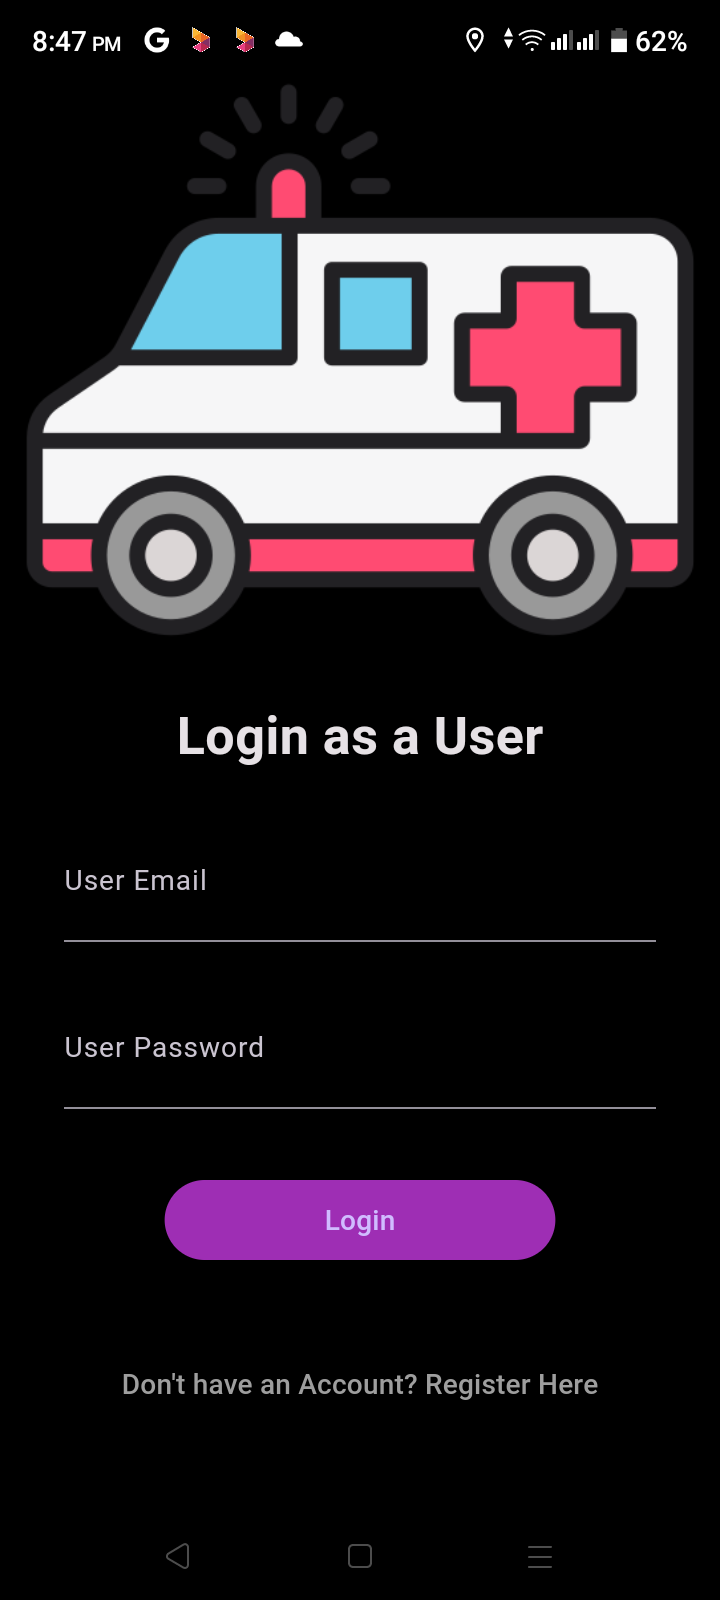 8:47 PM 62%
Login as a User
User Email
User Password
Login
Don't have an Account? Register Here